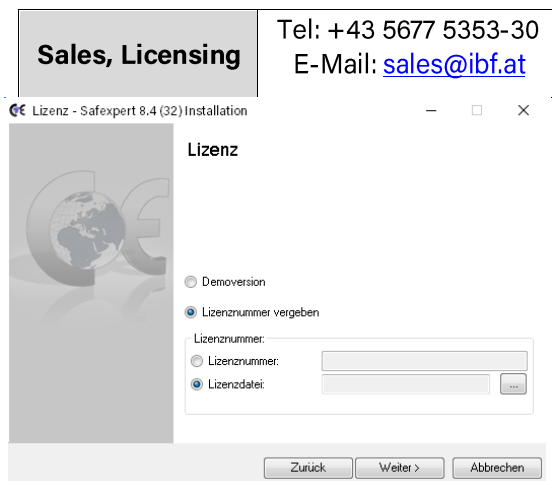 Sales, Licensing
Tel: +43 5677 5353-30
E-Mail: sales@ibf.at
Lizenz - Safexpert 8.4 (32) Installation
Lizenz
Demoversion
Lizenznummer vergeben
Lizenznummer:
Lizenznummer:
Lizenzdatei:
...
Zurück
Weiter >
Abbrechen